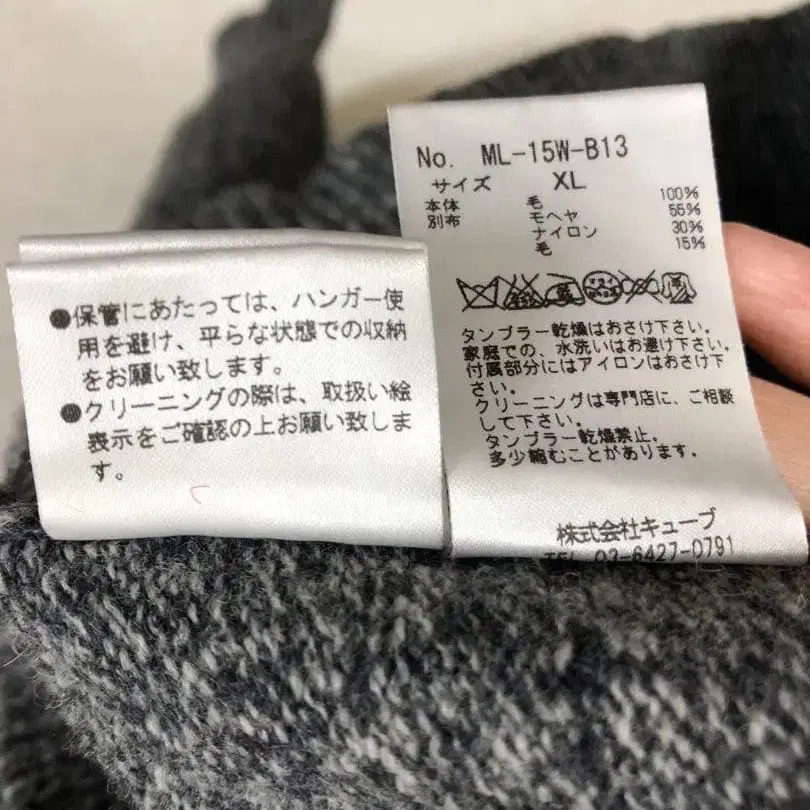 ●保管にあたっては、ハンガー使
用を避け、平らな状態での収納
をお願い致します。
●クリーニングの際は、取扱い絵
表示をご確認の上お願い致しま
す。
No. ML-15W-B13
サイズ XL
本体 毛 100%
別布 モヘヤ 55%
ナイロン 30%
毛 15%
タンブラー乾燥はおさけ下さい。
家庭での、水洗いはお避け下さい。
付属部分にはアイロンはおさけ下
さい。
クリーニングは専門店に、ご相談
して下さい。
タンブラー乾燥禁止。
多少縮むことがあります.
株式会社キューブ
TEL 03-6427-0791